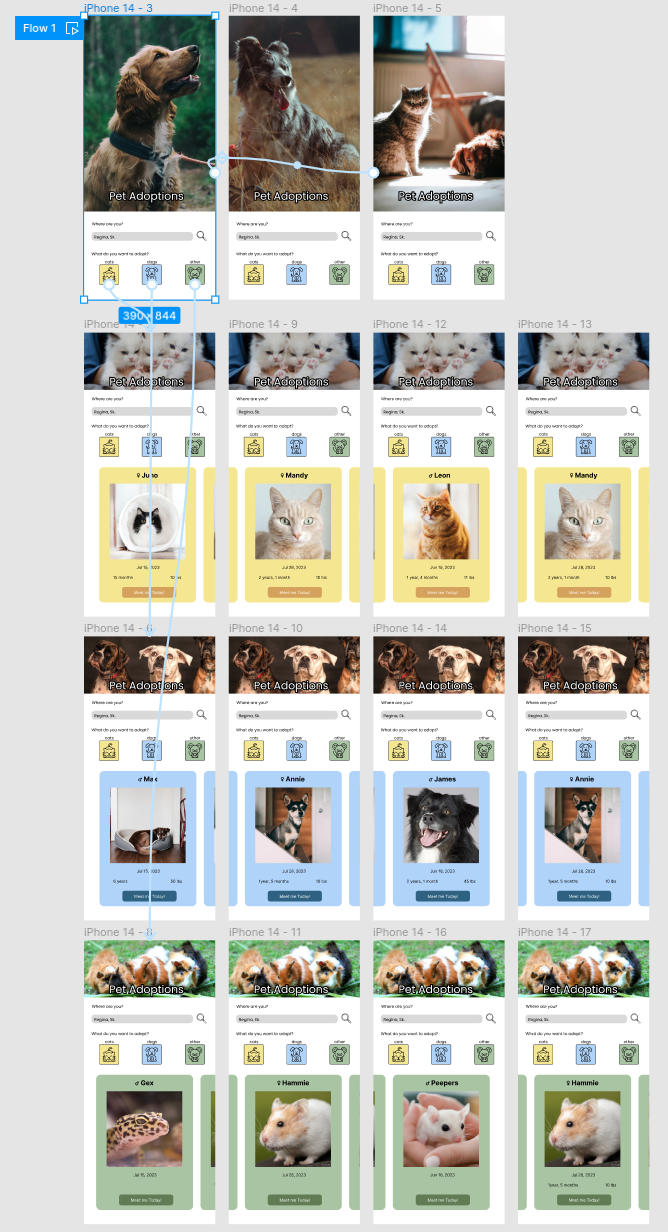 iPhone 14 - 3
iPhone 14 - 4
iPhone 14 - 5
Flow 1
Pet Adoptions
Pet Adoptions
Pet Adoptions
Where are you?
Where are you?
Where are you?
Regina, Sk.
Regina, Sk.
Regina, Sk.
What do you want to adopt?
What do you want to adopt?
What do you want to adopt?
cats dogs other
cats dogs other
cats dogs other
390 × 844
iPhone 14
iPhone 14 - 9
iPhone 14 - 12
iPhone 14 - 13
Pet Adoptions
Pet Adoptions
Pet Adoptions
Pet Adoptions
Where are you?
Where are you?
Where are you?
Where are you?
Regina, Sk.
Regina, Sk.
Regina, Sk.
Regina, Sk.
What do you want to adopt?
What do you want to adopt?
What do you want to adopt?
What do you want to adopt?
cats dogs other
cats dogs other
cats dogs other
cats dogs other
♀ Juno
♀ Mandy
♂ Leon
♀ Mandy
Jul 15, 2023
Jul 28, 2023
Jun 18, 2023
Jul 28, 2023
15 months 10 lbs
2 years, 1 month 10 lbs
1 year, 4 months 11 lbs
2 years, 1 month 10 lbs
Meet me Today!
Meet me Today!
Meet me Today!
Meet me Today!
iPhone 14 - 6
iPhone 14 - 10
iPhone 14 - 14
iPhone 14 - 15
Pet Adoptions
Pet Adoptions
Pet Adoptions
Pet Adoptions
Where are you?
Where are you?
Where are you?
Where are you?
Regina, Sk.
Regina, Sk.
Regina, Sk.
Regina, Sk.
What do you want to adopt?
What do you want to adopt?
What do you want to adopt?
What do you want to adopt?
cats dogs other
cats dogs other
cats dogs other
cats dogs other
♂ Max
♀ Annie
♂ James
♀ Annie
Jul 17, 2023
Jul 28, 2023
Jun 18, 2023
Jul 28, 2023
6 years 50 lbs
1year, 5 months 10 lbs
2 years, 1 month 45 lbs
1year, 5 months 10 lbs
Meet me Today!
Meet me Today!
Meet me Today!
Meet me Today!
iPhone 14 - 8
iPhone 14 - 11
iPhone 14 - 16
iPhone 14 - 17
Pet Adoptions
Pet Adoptions
Pet Adoptions
Pet Adoptions
Where are you?
Where are you?
Where are you?
Where are you?
Regina, Sk.
Regina, Sk.
Regina, Sk.
Regina, Sk.
What do you want to adopt?
What do you want to adopt?
What do you want to adopt?
What do you want to adopt?
cats dogs other
cats dogs other
cats dogs other
cats dogs other
♂ Gex
♀ Hammie
♂ Peepers
♀ Hammie
Jul 15, 2023
Jul 28, 2023
Jun 18, 2023
Jul 28, 2023
1year, 5 months 10 lbs
Meet me Today!
Meet me Today!
Meet me Today!
Meet me Today!